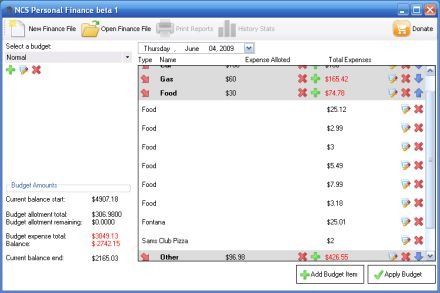 NCS Personal Finance beta 1
New Finance File Open Finance File Print Reports History Stats Donate
Select a budget
Normal
Thursday , June 04, 2009
Type Name Expense Alloted Total Expenses
Gas $60 $165.42
Food $30 $74.78
Food $25.12
Food $2.99
Food $3
Food $5.49
Food $7.99
Food $3.18
Fontana $25.01
Sams Club Pizza $2
Other $96.98 $426.55
Budget Amounts
Current balance start: $4907.18
Budget allotment total: $306.9800
Budget allotment remaining: $0.0000
Budget expense total: $3049.13
Balance: $-2742.15
Current balance end: $2165.03
Add Budget Item Apply Budget